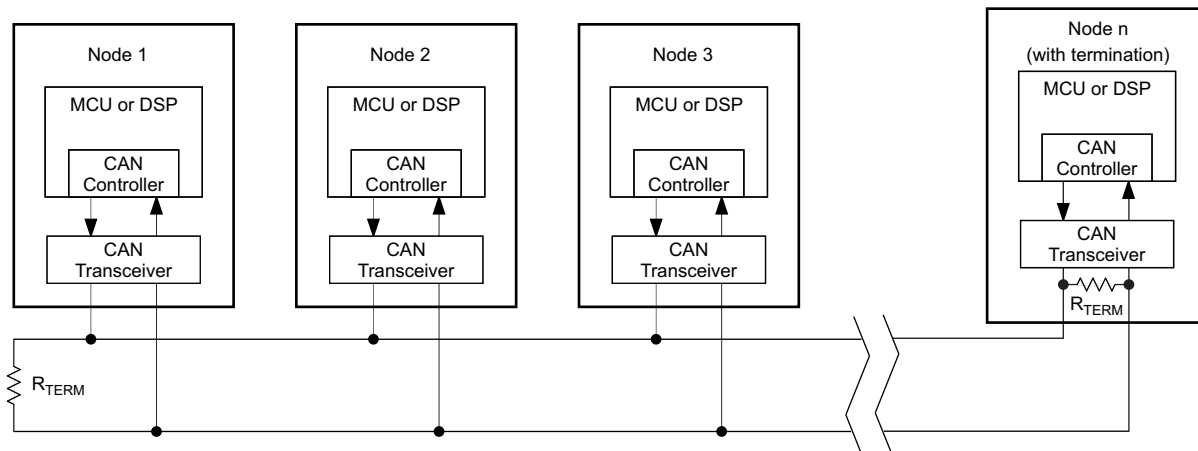 Node 1
MCU or DSP
CAN
Controller
CAN
Transceiver
Node 2
MCU or DSP
CAN
Controller
CAN
Transceiver
Node 3
MCU or DSP
CAN
Controller
CAN
Transceiver
Node n
(with termination)
MCU or DSP
CAN
Controller
CAN
Transceiver
RTERM
RTERM